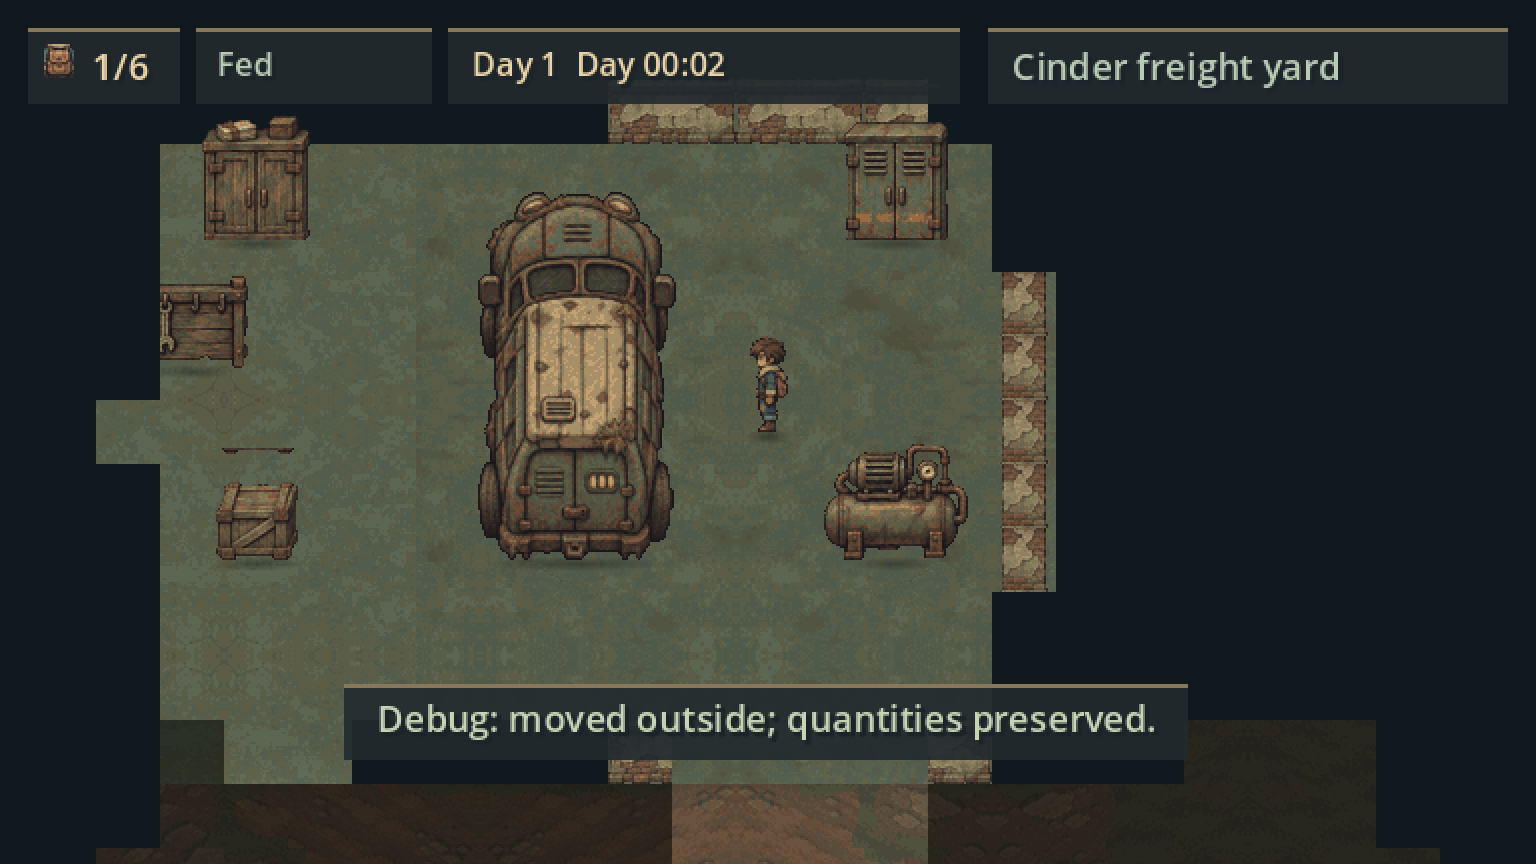 1/6
Fed
Day 1 Day 00:02
Cinder freight yard
Debug: moved outside; quantities preserved.